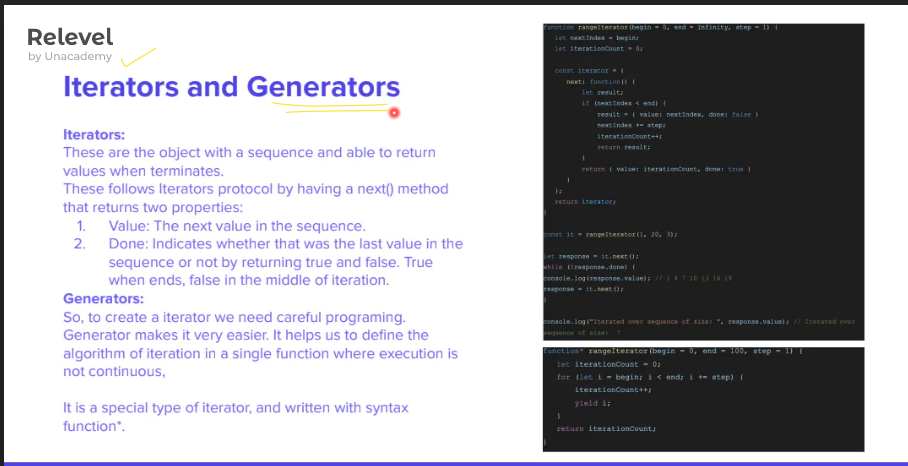 Relevel
by Unacademy
Iterators and Generators
Iterators:
These are the object with a sequence and able to return
values when terminates.
These follows Iterators protocol by having a next() method
that returns two properties:
1. Value: The next value in the sequence.
2. Done: Indicates whether that was the last value in the
sequence or not by returning true and false. True
when ends, false in the middle of iteration.
Generators:
So, to create a iterator we need careful programing.
Generator makes it very easier. It helps us to define the
algorithm of iteration in a single function where execution is
not continuous,
It is a special type of iterator, and written with syntax
function*.
function rangeIterator(begin = 0, end = Infinity, step = 1) {
let nextIndex = begin;
let iterationCount = 0;
const iterator = {
next: function() {
let result;
if (nextIndex < end) {
result = { value: nextIndex, done: false }
nextIndex += step;
iterationCount++;
return result;
}
return { value: iterationCount, done: true }
}
};
return iterator;
}
const it = rangeIterator(1, 20, 3);
let response = it.next();
while (!response.done) {
console.log(response.value); // 1 4 7 10 13 16 19
response = it.next();
}
console.log("Iterated over sequence of size: ", response.value); // Iterated over
sequence of size: 7
function* rangeIterator(begin = 0, end = 100, step = 1) {
let iterationCount = 0;
for (let i = begin; i < end; i += step) {
iterationCount++;
yield i;
}
return iterationCount;
}